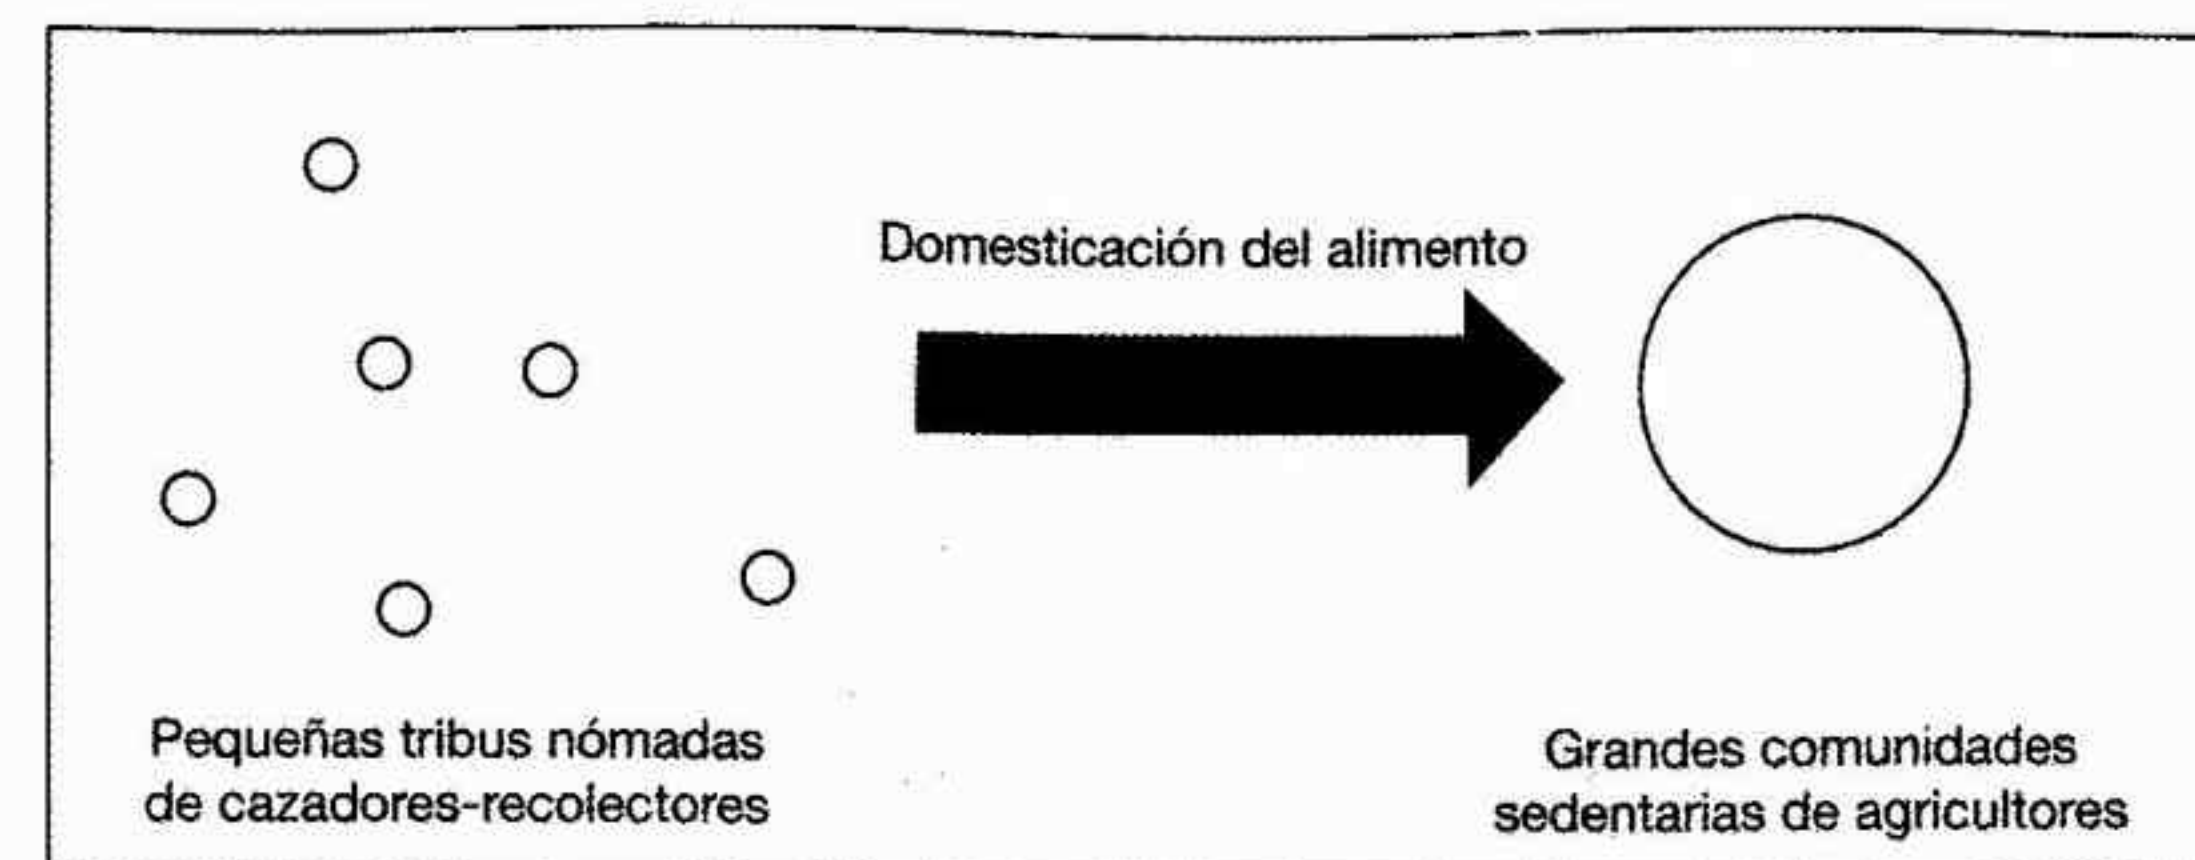 Domesticación del alimento
Pequeñas tribus nómadas
de cazadores-recolectores
Grandes comunidades
sedentarias de agricultores